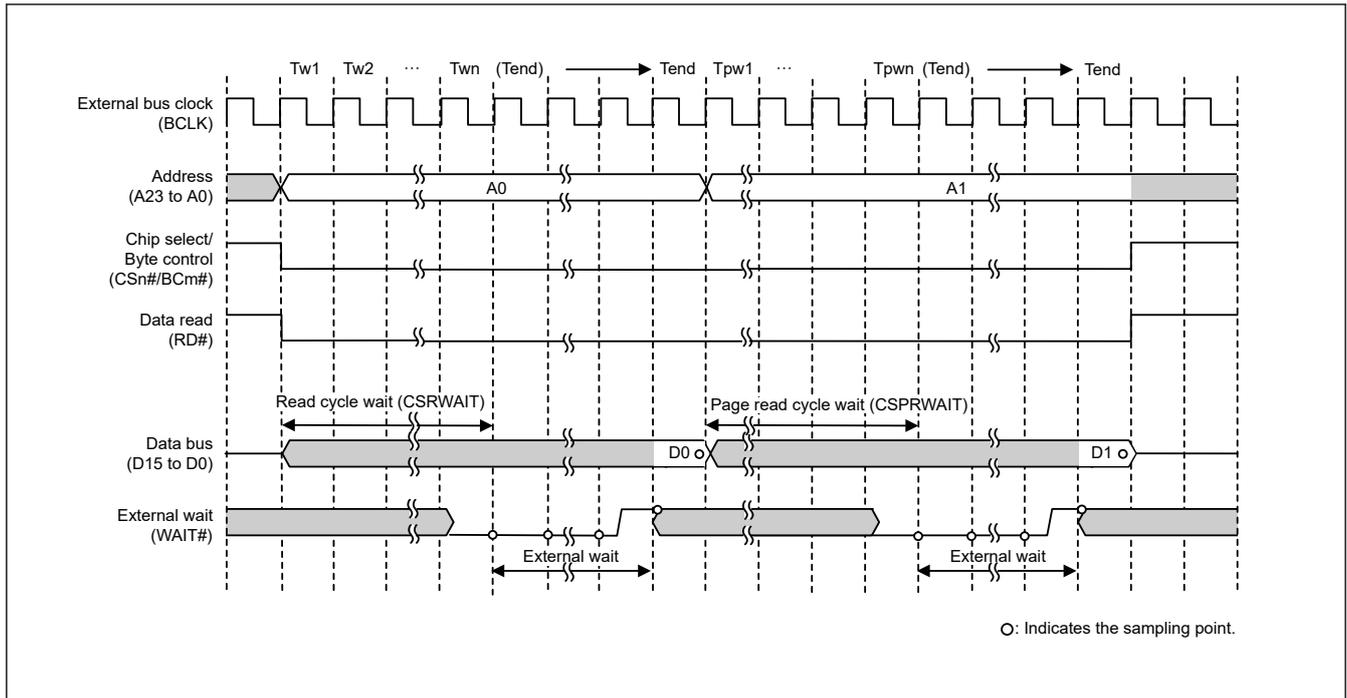 Tw1 Tw2 ... Twn (Tend) Tend Tpw1 ... Tpwn (Tend) Tend
External bus clock
(BCLK)
Address
(A23 to A0)
A0
A1
Chip select/
Byte control
(CSn#/BCm#)
Data read
(RD#)
Read cycle wait (CSRWAIT)
Page read cycle wait (CSPRWAIT)
Data bus
(D15 to D0)
D0
D1
External wait
(WAIT#)
External wait
External wait
: Indicates the sampling point.